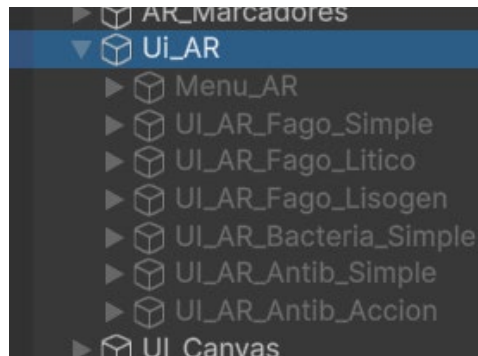 AR_Marcadores
Ui_AR
Menu_AR
UI_AR_Fago_Simple
UI_AR_Fago_Litico
UI_AR_Fago_Lisogen
UI_AR_Bacteria_Simple
UI_AR_Antib_Simple
UI_AR_Antib_Accion
UI_Canvas